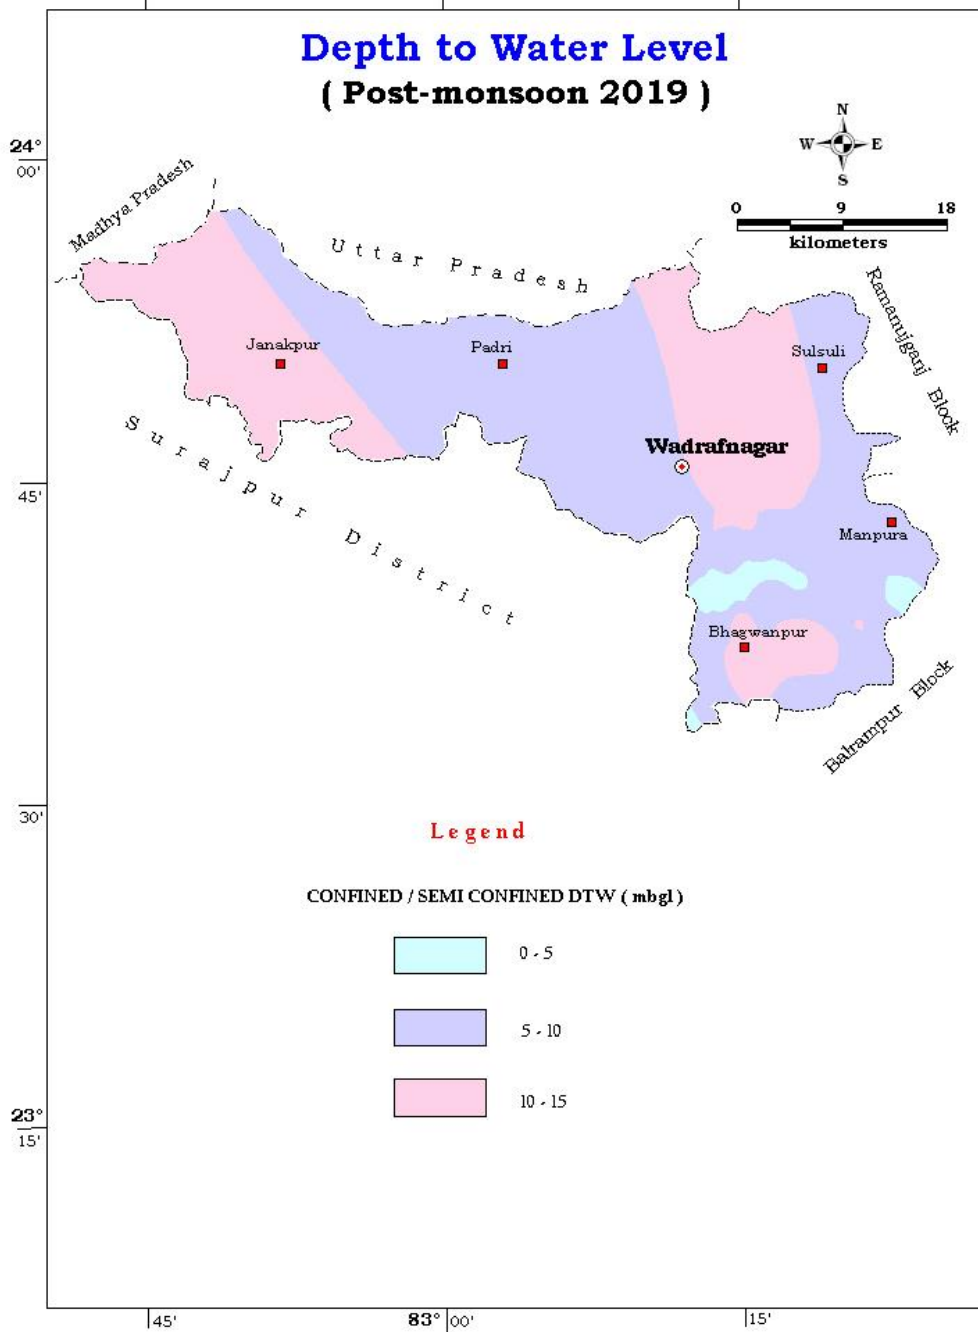 Depth to Water Level
( Post-monsoon 2019 )
N
W E
S
24°
00'
0 9 18
kilometers
Madhya Pradesh
Uttar Pradesh
Ramanujganj Block
Janakpur
Padri
Sulsuli
Surajpur District
Wadrafnagar
45'
Manpura
Bhagwanpur
Balrampur Block
30'
Legend
CONFINED / SEMI CONFINED DTW ( mbgl )
0 - 5
5 - 10
10 - 15
23°
15'
45' 83° 00' 15'